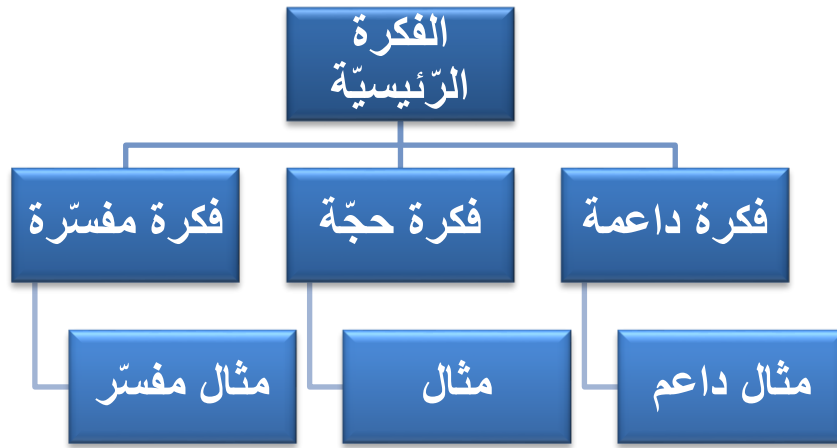 الفكرة
الرّئيسيّة
فكرة داعمة
فكرة حجّة
فكرة مفسّرة
مثال داعم
مثال
مثال مفسّر